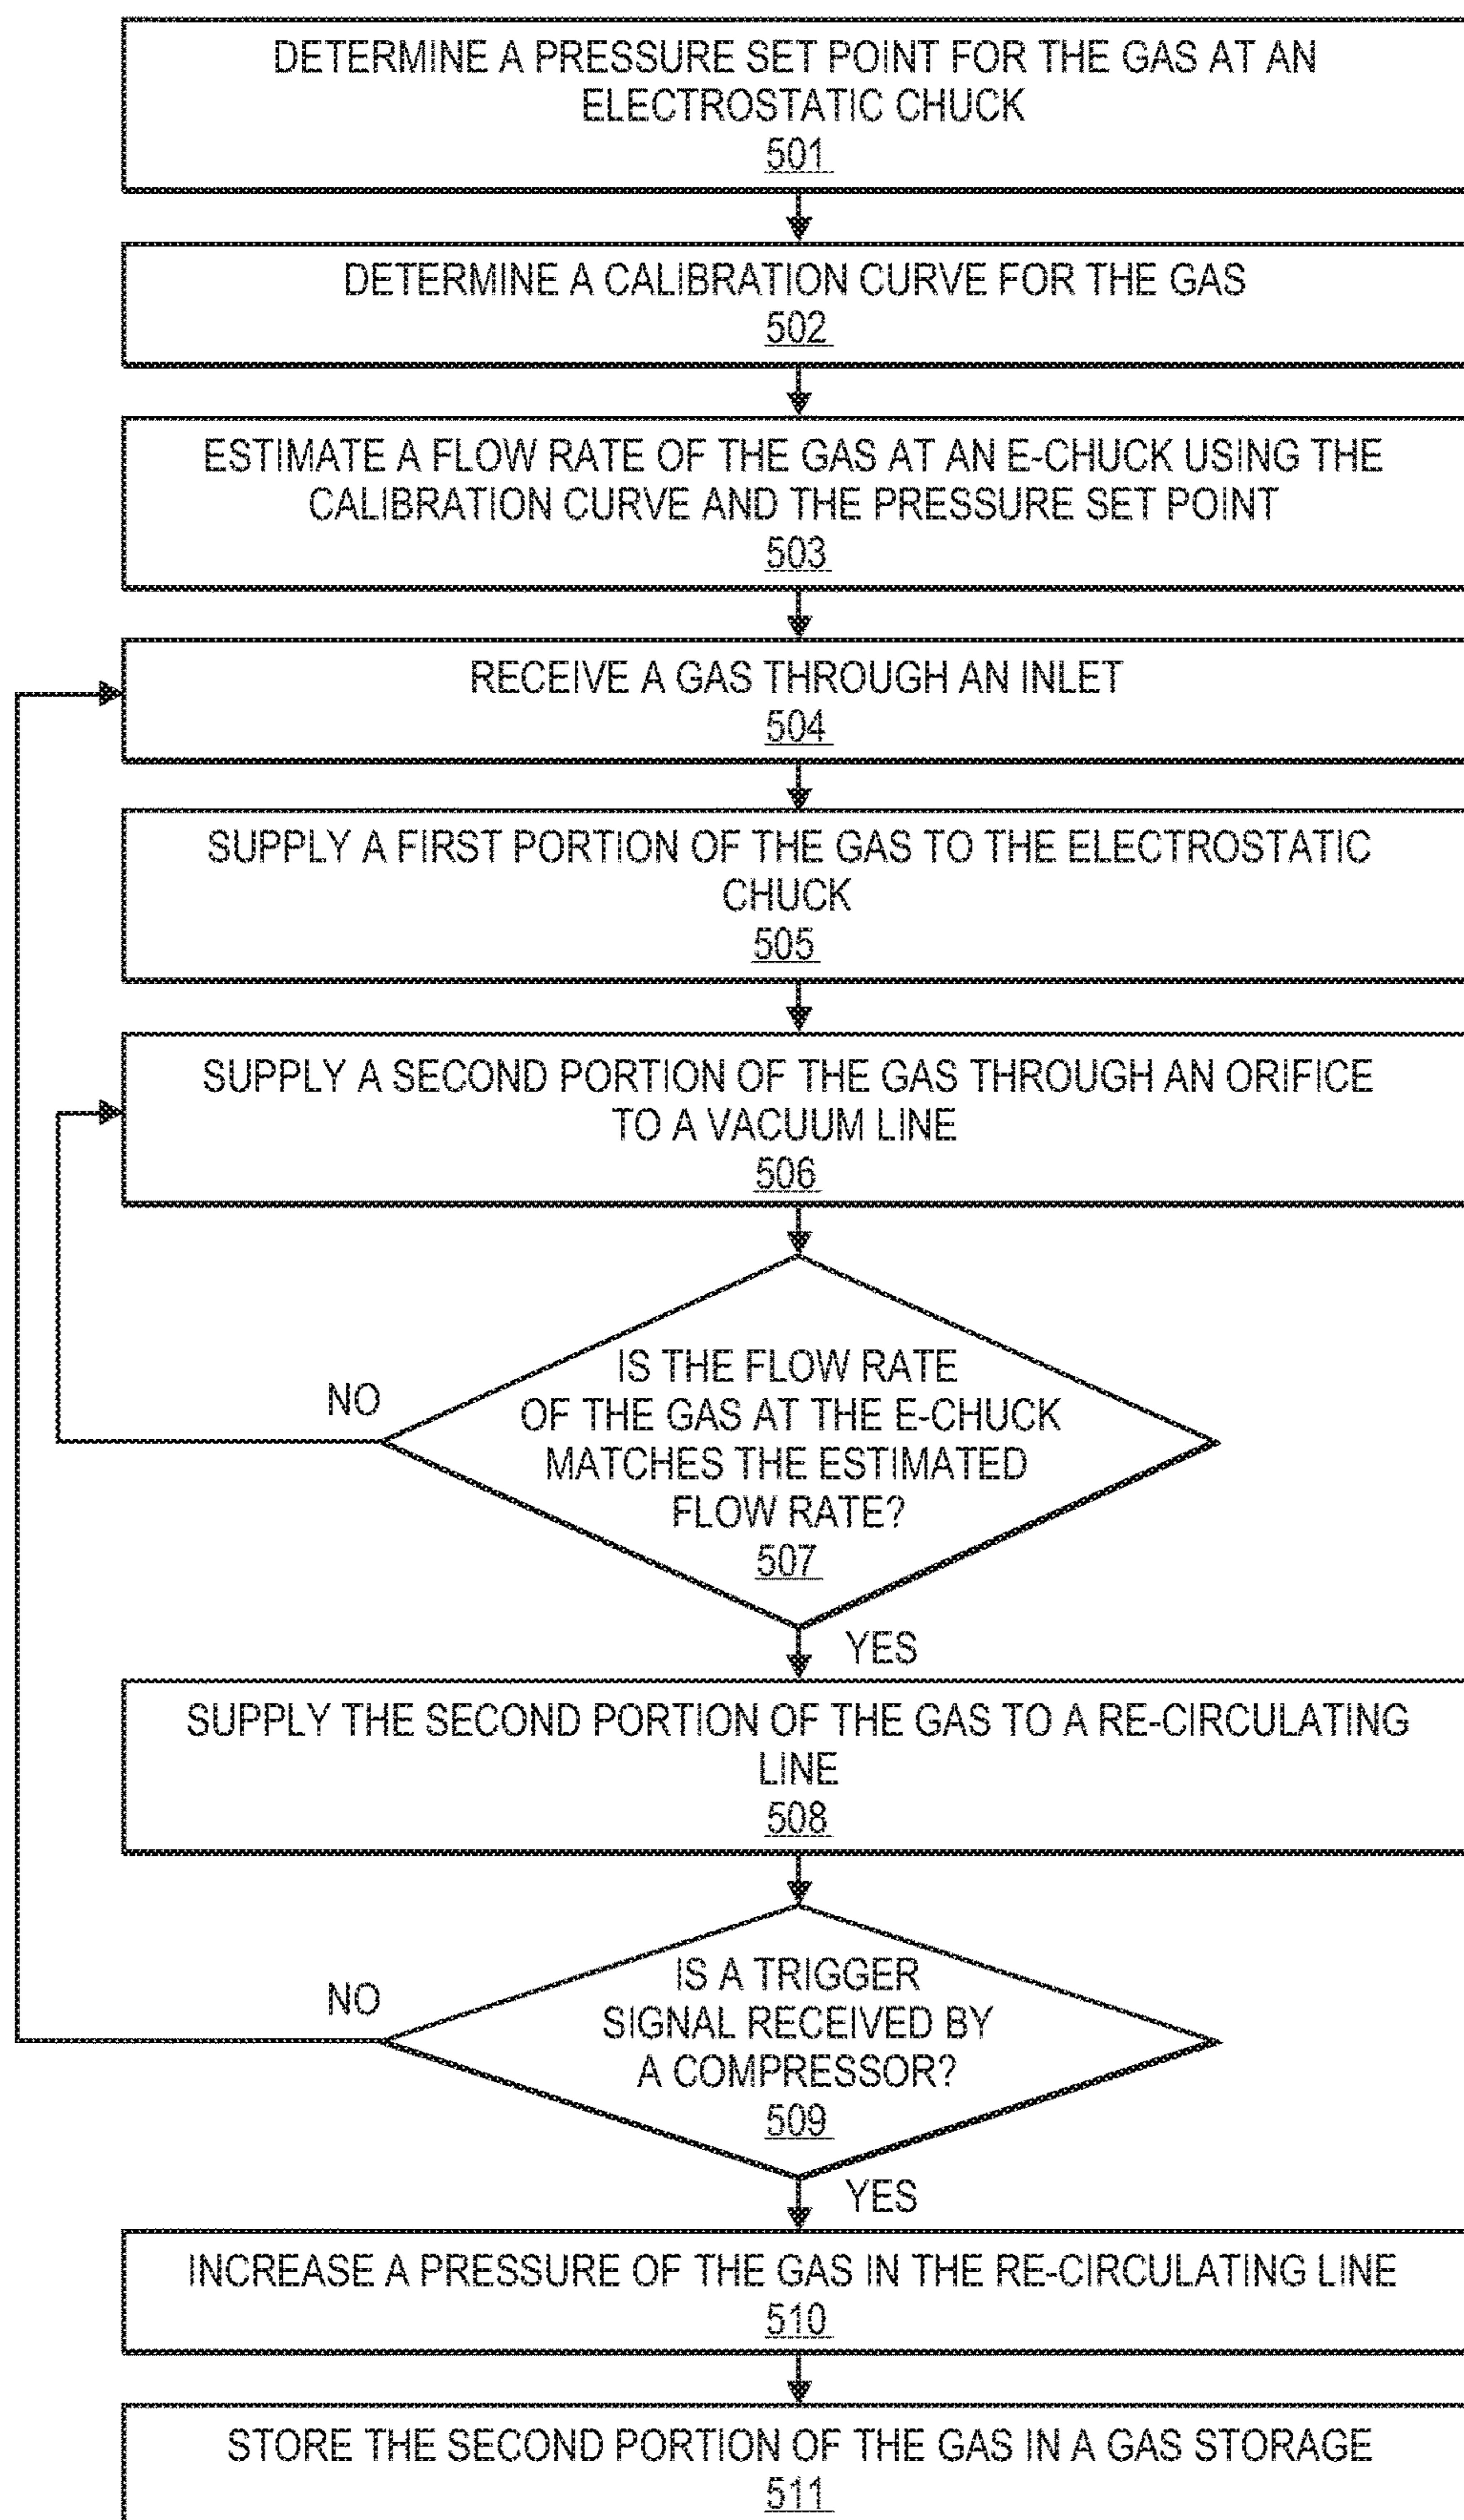 DETERMINE A PRESSURE SET POINT FOR THE GAS AT AN
ELECTROSTATIC CHUCK
501
DETERMINE A CALIBRATION CURVE FOR THE GAS
502
ESTIMATE A FLOW RATE OF THE GAS AT AN E-CHUCK USING THE
CALIBRATION CURVE AND THE PRESSURE SET POINT
503
RECEIVE A GAS THROUGH AN INLET
504
SUPPLY A FIRST PORTION OF THE GAS TO THE ELECTROSTATIC
CHUCK
505
SUPPLY A SECOND PORTION OF THE GAS THROUGH AN ORIFICE
TO A VACUUM LINE
506
IS THE FLOW RATE
NO
OF THE GAS AT THE E-CHUCK
MATCHES THE ESTIMATED
FLOW RATE?
507
YES
SUPPLY THE SECOND PORTION OF THE GAS TO A RE-CIRCULATING
LINE
508
IS A TRIGGER
NO
SIGNAL RECEIVED BY
A COMPRESSOR?
509
YES
INCREASE A PRESSURE OF THE GAS IN THE RE-CIRCULATING LINE
510
STORE THE SECOND PORTION OF THE GAS IN A GAS STORAGE
511